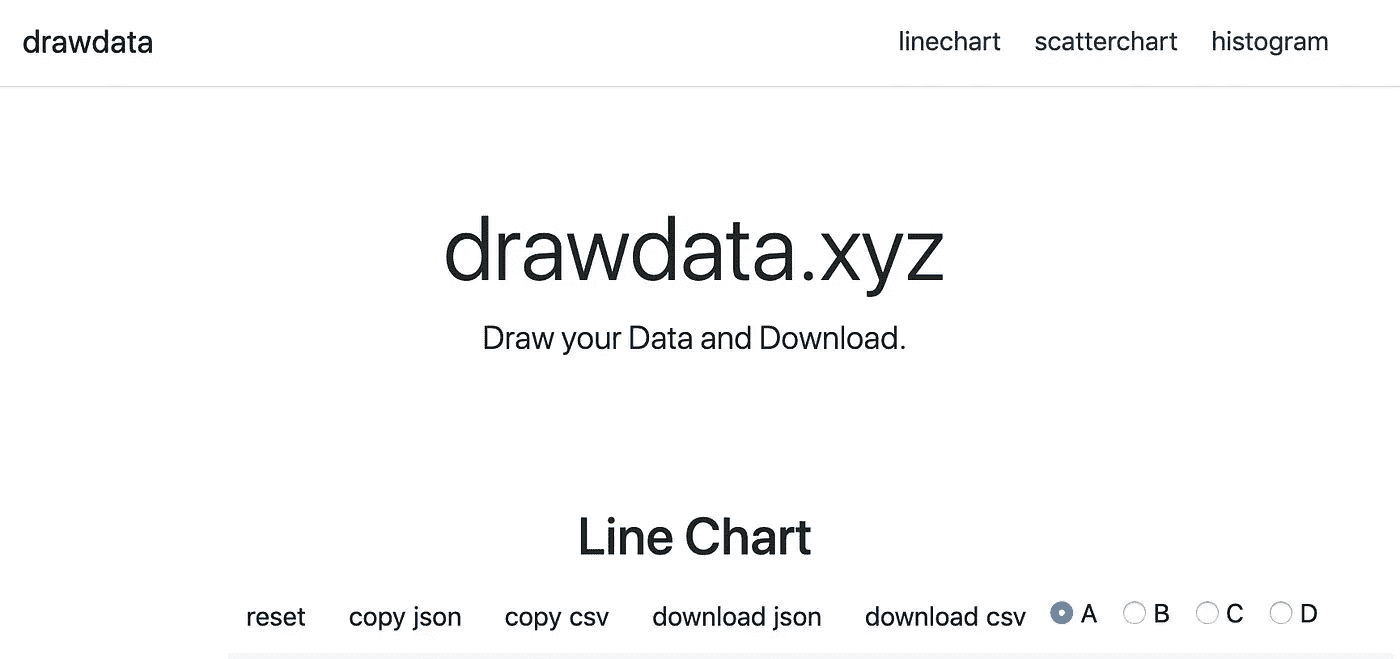 drawdata linechart scatterchart histogram
drawdata.xyz
Draw your Data and Download.
Line Chart
reset copy json copy csv download json download csv A B C D